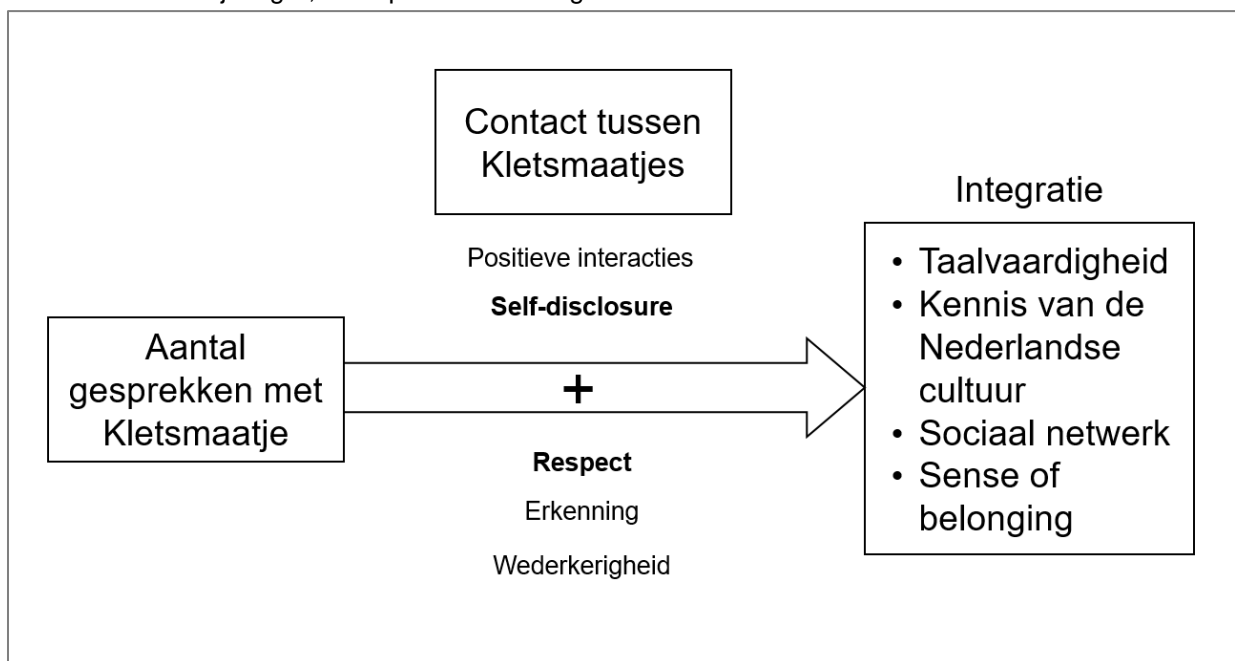 Contact tussen
Kletsmaatjes
Integratie
Positieve interacties
Self-disclosure
Aantal
gesprekken met
Kletsmaatje
+
Respect
Erkenning
Wederkerigheid
• Taalvaardigheid
• Kennis van de
Nederlandse
cultuur
• Sociaal netwerk
• Sense of
belonging